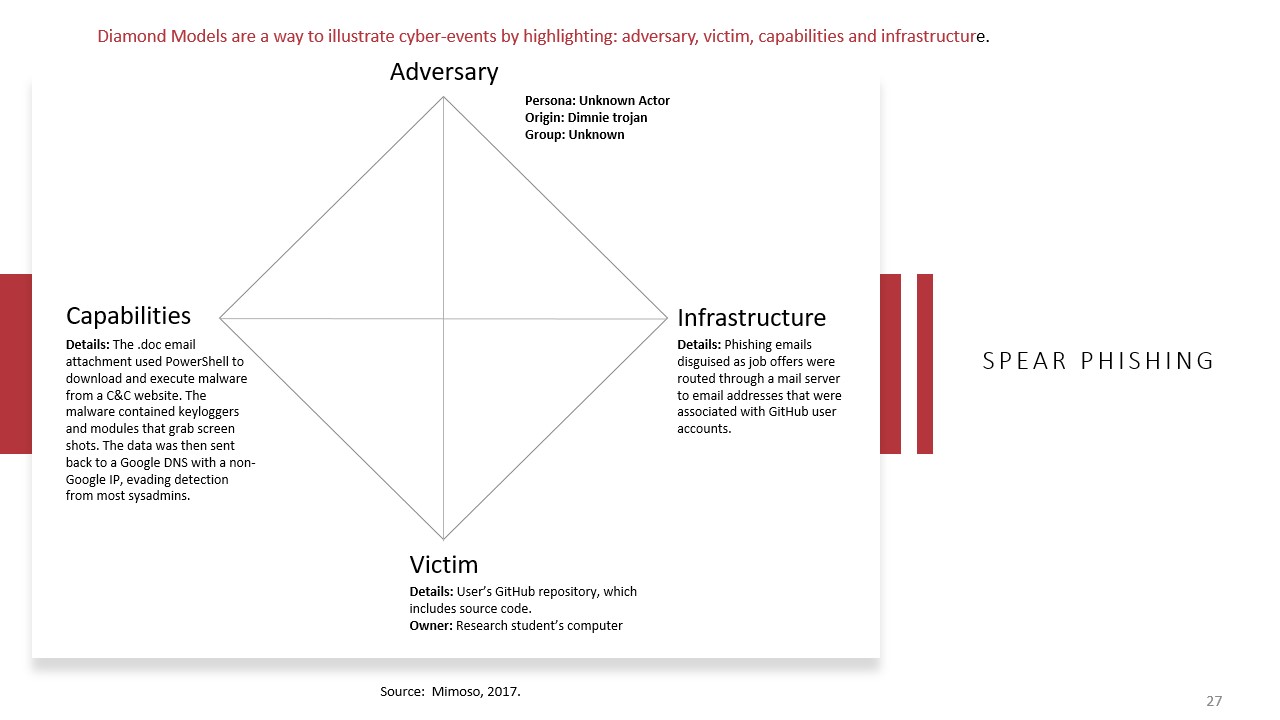 Diamond Models are a way to illustrate cyber-events by highlighting: adversary, victim, capabilities and infrastructure.
Adversary
Persona: Unknown Actor
Origin: Dimnie trojan
Group: Unknown
Capabilities
Details: The .doc email
attachment used PowerShell to
download and execute malware
from a C&C website. The
malware contained keyloggers
and modules that grab screen
shots. The data was then sent
back to a Google DNS with a non-
Google IP, evading detection
from most sysadmins.
Infrastructure
Details: Phishing emails
disguised as job offers were
routed through a mail server
to email addresses that were
associated with GitHub user
accounts.
SPEAR PHISHING
Victim
Details: User’s GitHub repository, which
includes source code.
Owner: Research student’s computer
Source:  Mimoso, 2017.
27